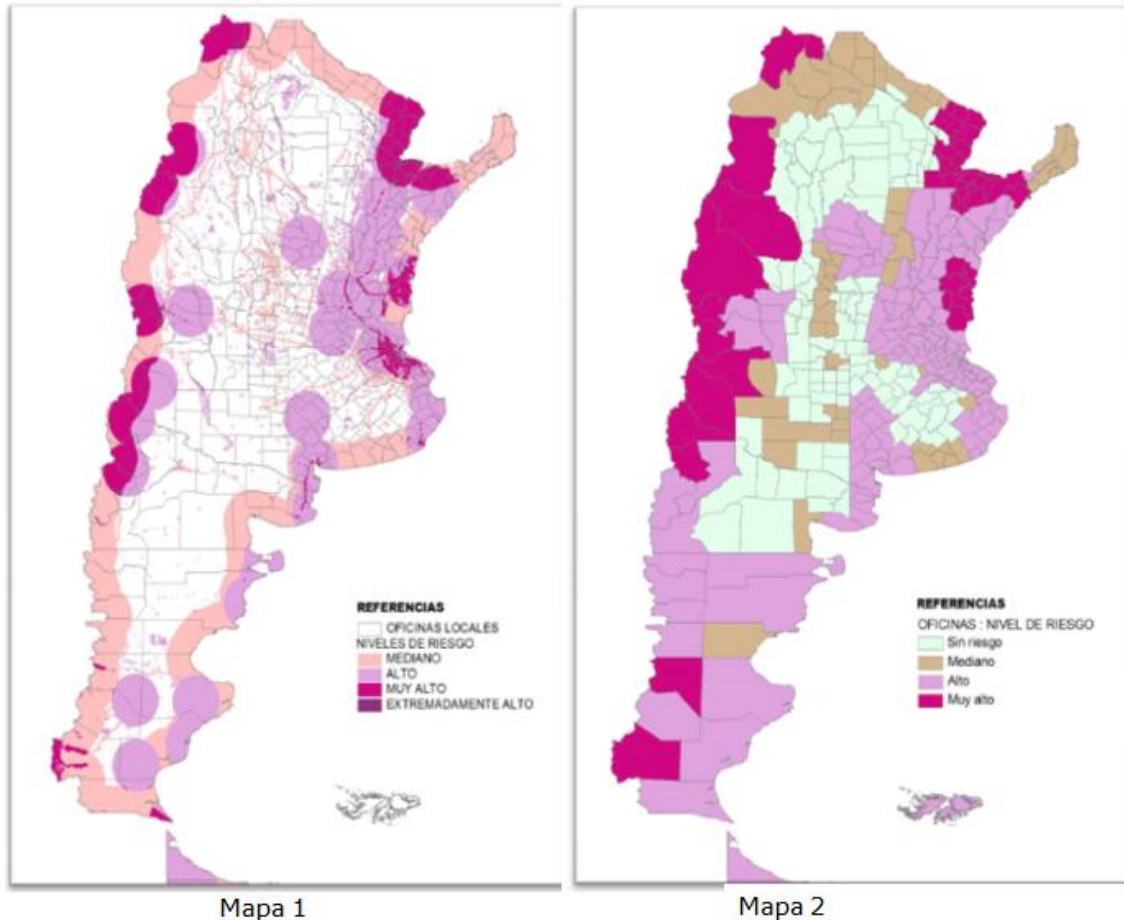 REFERENCIAS
OFICINAS LOCALES
NIVELES DE RIESGO
MEDIANO
ALTO
MUY ALTO
EXTREMADAMENTE ALTO
REFERENCIAS
OFICINAS : NIVEL DE RIESGO
Sin riesgo
Mediano
Alto
Muy alto
Mapa 1
Mapa 2